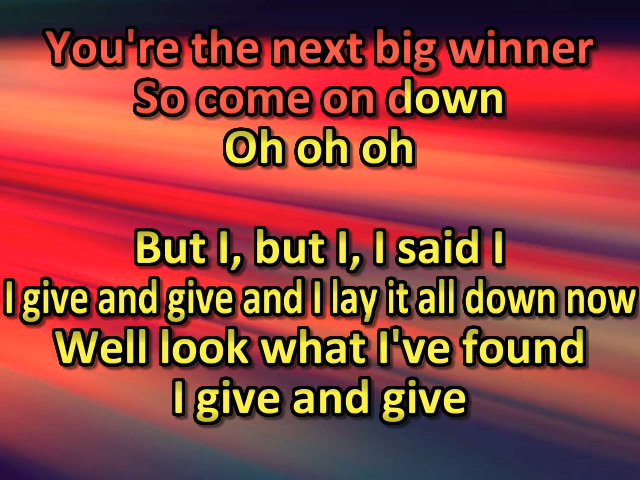 You're the next big winner
So come on down
Oh oh oh
But I, but I, I said I
I give and give and I lay it all down now
Well look what I've found
I give and give